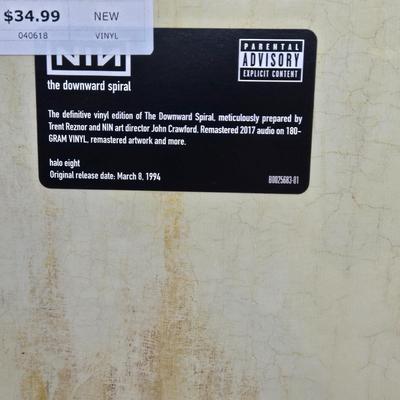 $34.99 NEW
040618 VINYL
NIN
PARENTAL
ADVISORY
EXPLICIT CONTENT
the downward spiral
The definitive vinyl edition of The Downward Spiral, meticulously prepared by
Trent Reznor and NIN art director John Crawford. Remastered 2017 audio on 180-
GRAM VINYL, remastered artwork and more.
halo eight
Original release date: March 8, 1994
B0025683-01